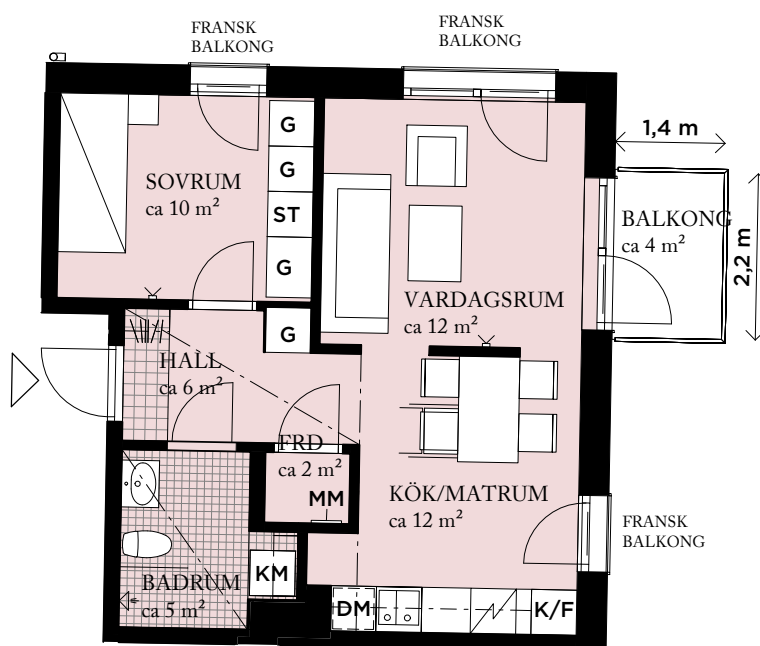 FRANSK
BALKONG
FRANSK
BALKONG
1,4 m
G
G
ST
G
SOVRUM
ca 10 m²
BALKONG
ca 4 m²
2,2 m
VARDAGSRUM
ca 12 m²
G
HALL
ca 6 m²
FRD
ca 2 m²
MM
KÖK/MATRUM
ca 12 m²
FRANSK
BALKONG
KM
BADRUM
ca 5 m²
DM
K/F